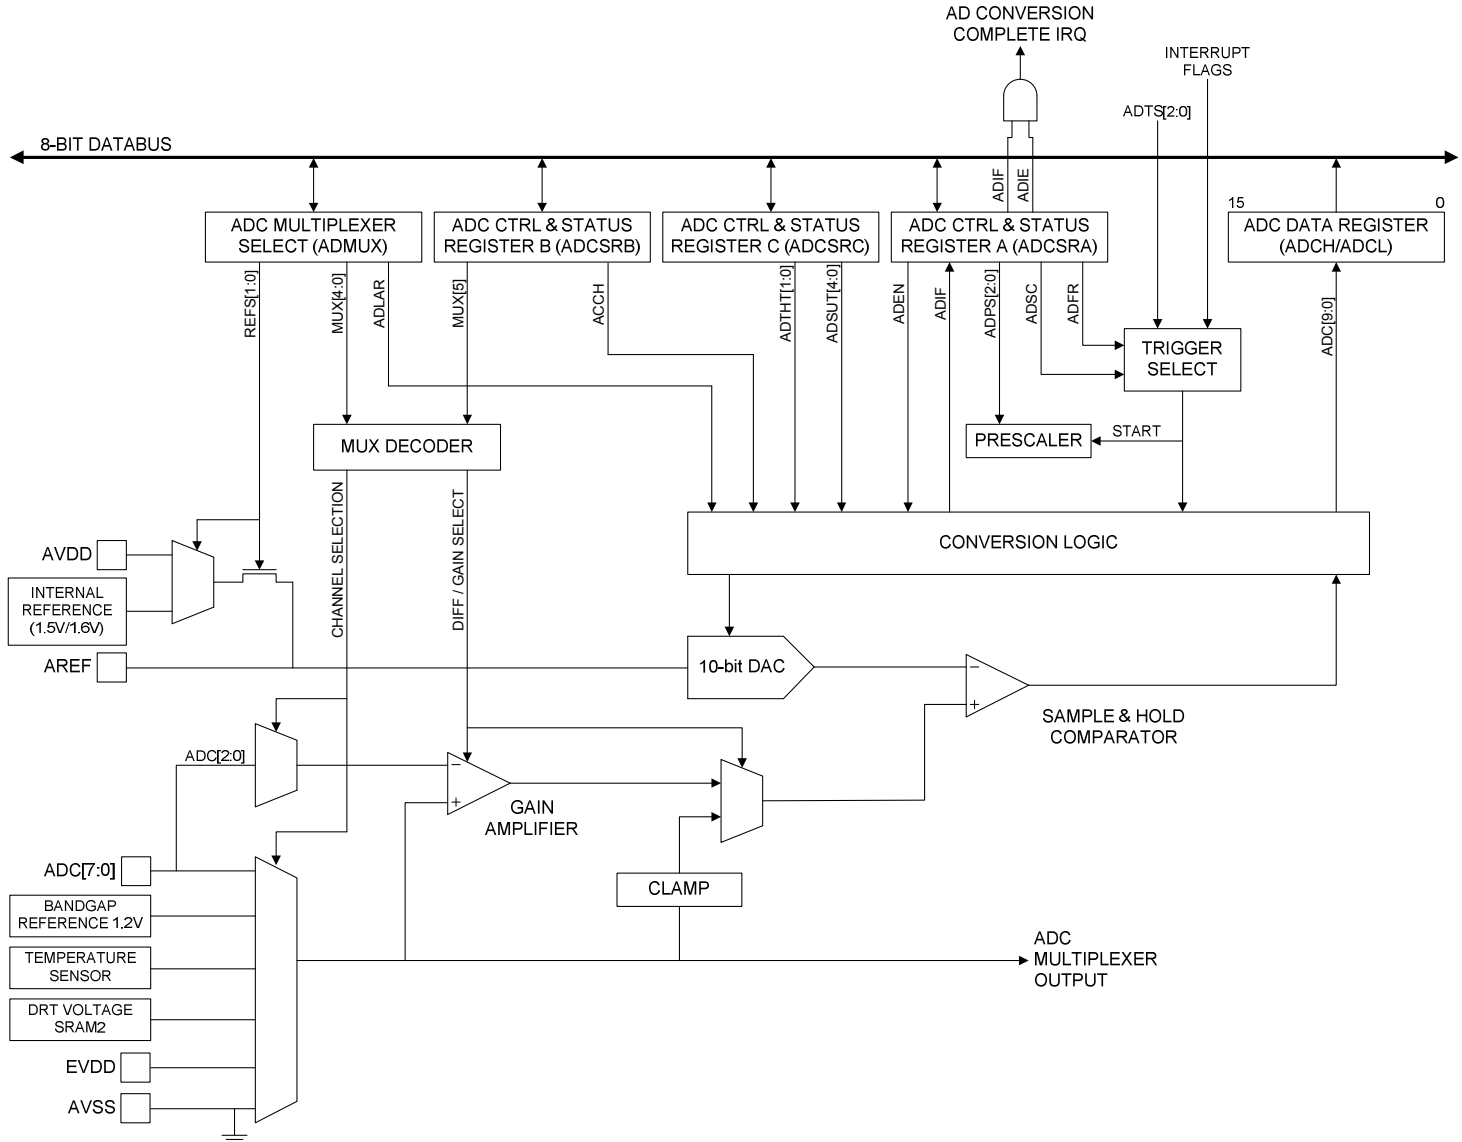 AD CONVERSION
COMPLETE IRQ
INTERRUPT
FLAGS
ADTS[2:0]
8-BIT DATABUS
ADIF
ADIE
15
0
ADC MULTIPLEXER
SELECT (ADMUX)
ADC CTRL & STATUS
REGISTER B (ADCSRB)
ADC CTRL & STATUS
REGISTER C (ADCSRC)
ADC CTRL & STATUS
REGISTER A (ADCSRA)
ADC DATA REGISTER
(ADCH/ADCL)
REFS[1:0]
MUX[4:0]
ADLAR
MUX[5]
ACCH
ADTHT[1:0]
ADSUT[4:0]
ADEN
ADIF
ADPS[2:0]
ADSC
ADFR
ADC[9:0]
TRIGGER
SELECT
MUX DECODER
PRESCALER
START
CHANNEL SELECTION
DIFF / GAIN SELECT
CONVERSION LOGIC
AVDD
INTERNAL
REFERENCE
(1.5V/1.6V)
AREF
10-bit DAC
−
+
SAMPLE & HOLD
COMPARATOR
ADC[2:0]
−
+
GAIN
AMPLIFIER
ADC[7:0]
CLAMP
BANDGAP
REFERENCE 1.2V
TEMPERATURE
SENSOR
ADC
MULTIPLEXER
OUTPUT
DRT VOLTAGE
SRAM2
EVDD
AVSS